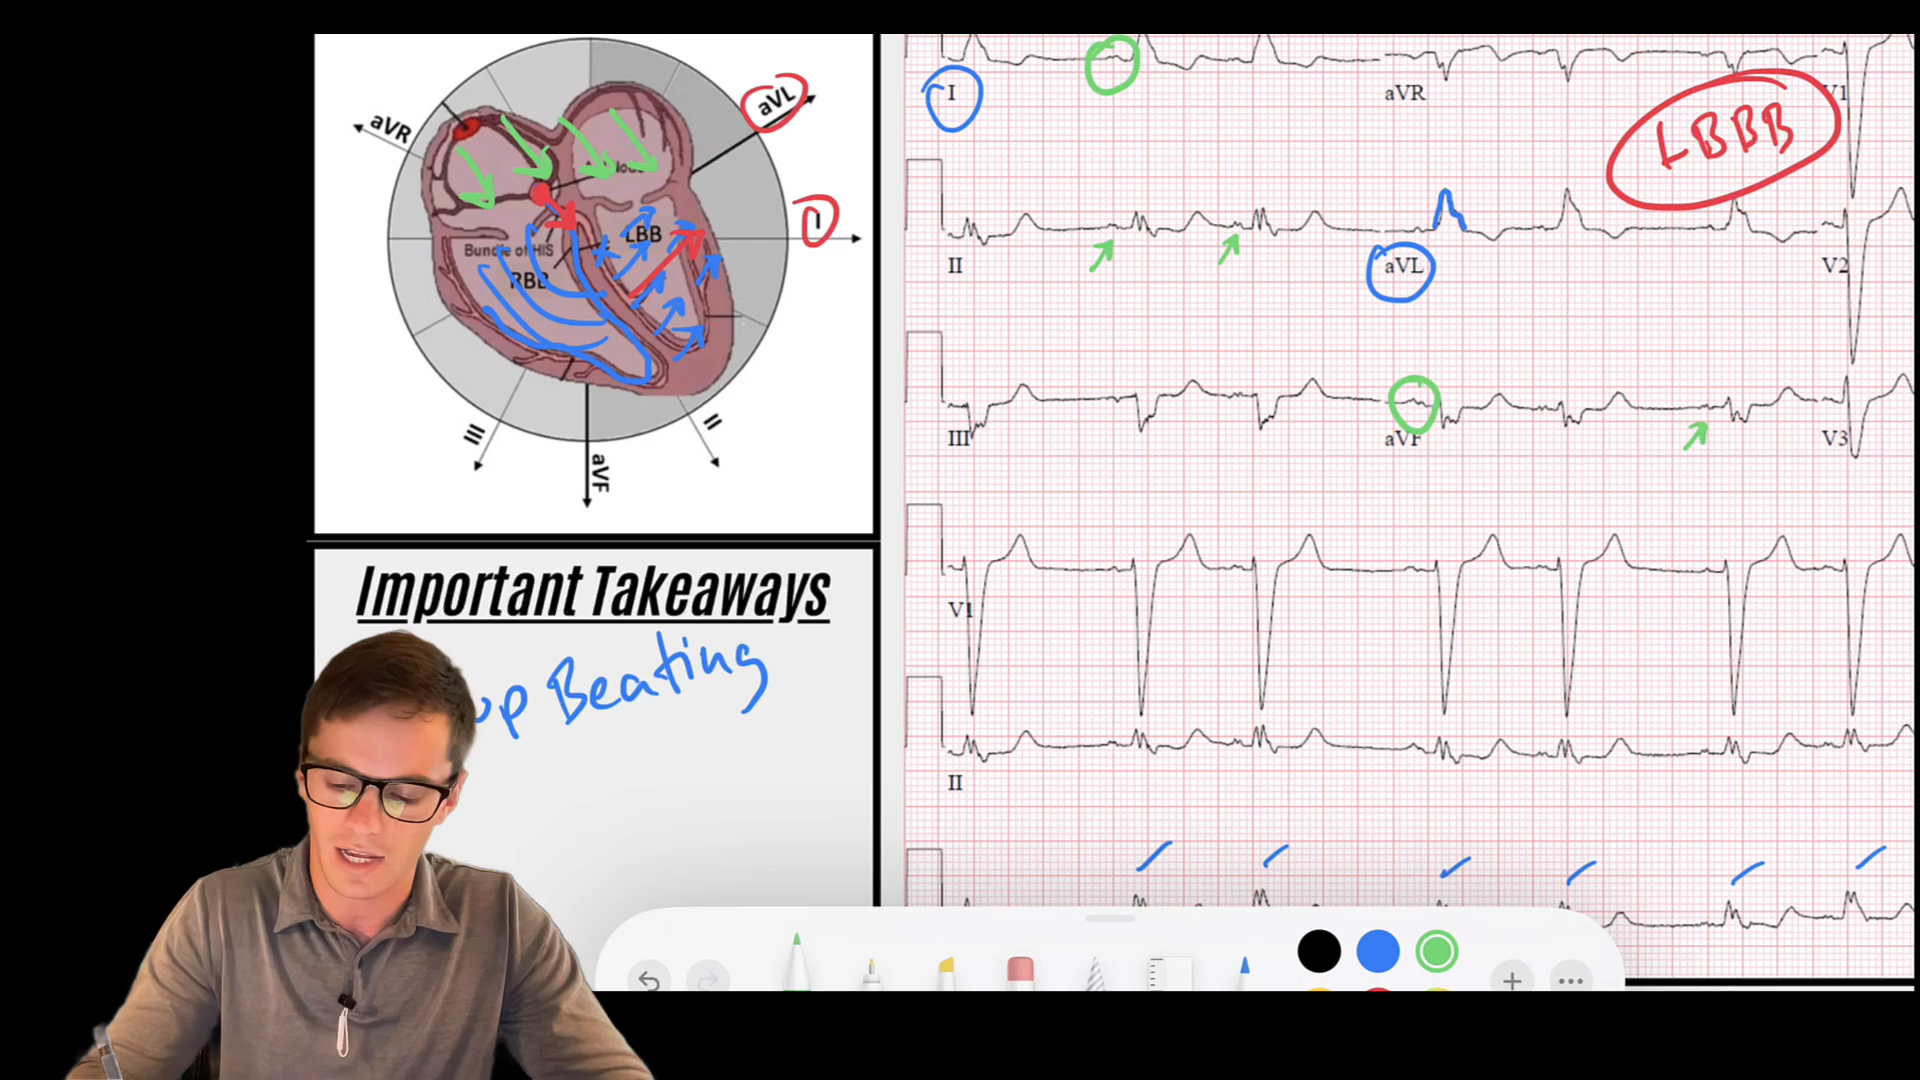 aVR
aVL
I
Bundle of HIS
LBB
RBB
III
aVF
II
Important Takeaways
up Beating
I
aVR
V1
LBBB
II
aVL
V2
III
aVF
V3
V1
II